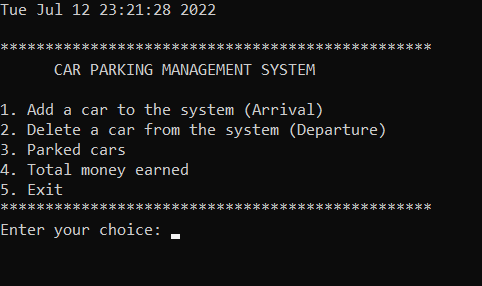 Tue Jul 12 23:21:28 2022
************************************************
CAR PARKING MANAGEMENT SYSTEM
1. Add a car to the system (Arrival)
2. Delete a car from the system (Departure)
3. Parked cars
4. Total money earned
5. Exit
************************************************
Enter your choice: